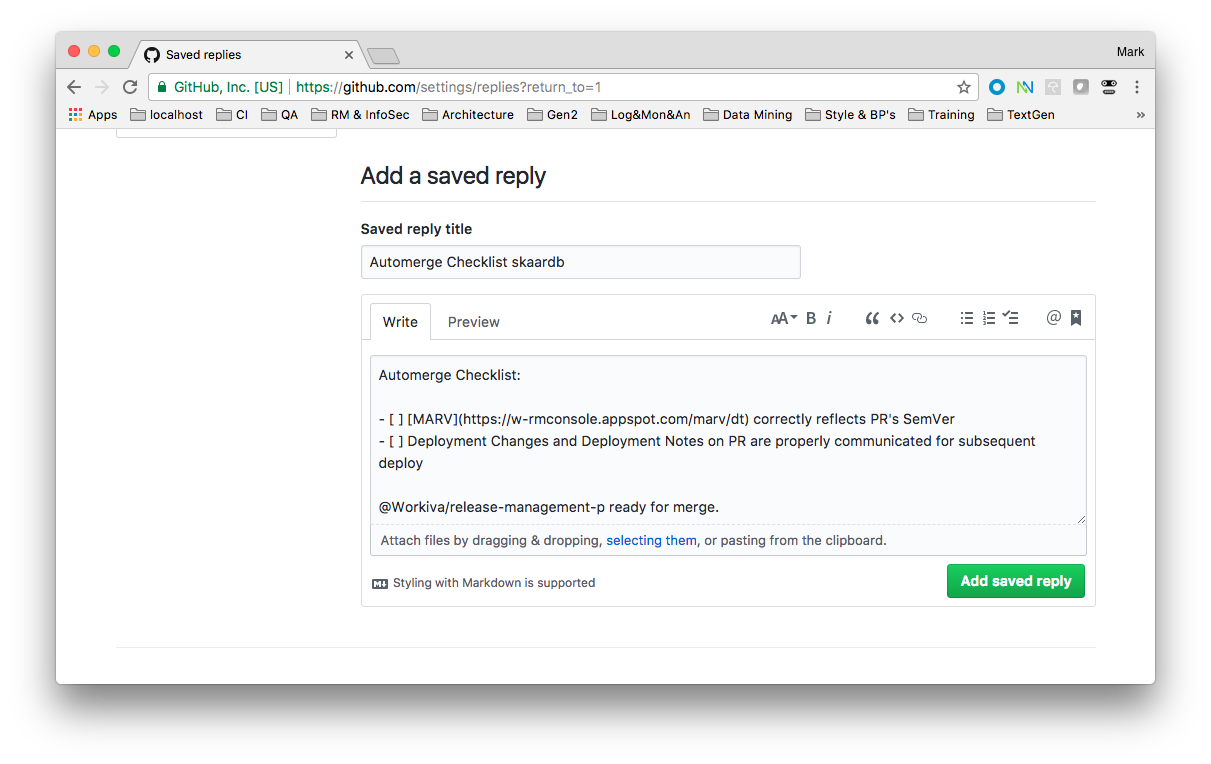 Saved replies
Mark
GitHub, Inc. [US] https://github.com/settings/replies?return_to=1
Apps localhost CI QA RM & InfoSec Architecture Gen2 Log&Mon&An Data Mining Style & BP's Training TextGen »
Add a saved reply
Saved reply title
Automerge Checklist skaardb
Write Preview AA B i @
Automerge Checklist:
- [ ] [MARV](https://w-rmconsole.appspot.com/marv/dt) correctly reflects PR's SemVer
- [ ] Deployment Changes and Deployment Notes on PR are properly communicated for subsequent
deploy
@Workiva/release-management-p ready for merge.
Attach files by dragging & dropping, selecting them, or pasting from the clipboard.
Styling with Markdown is supported
Add saved reply